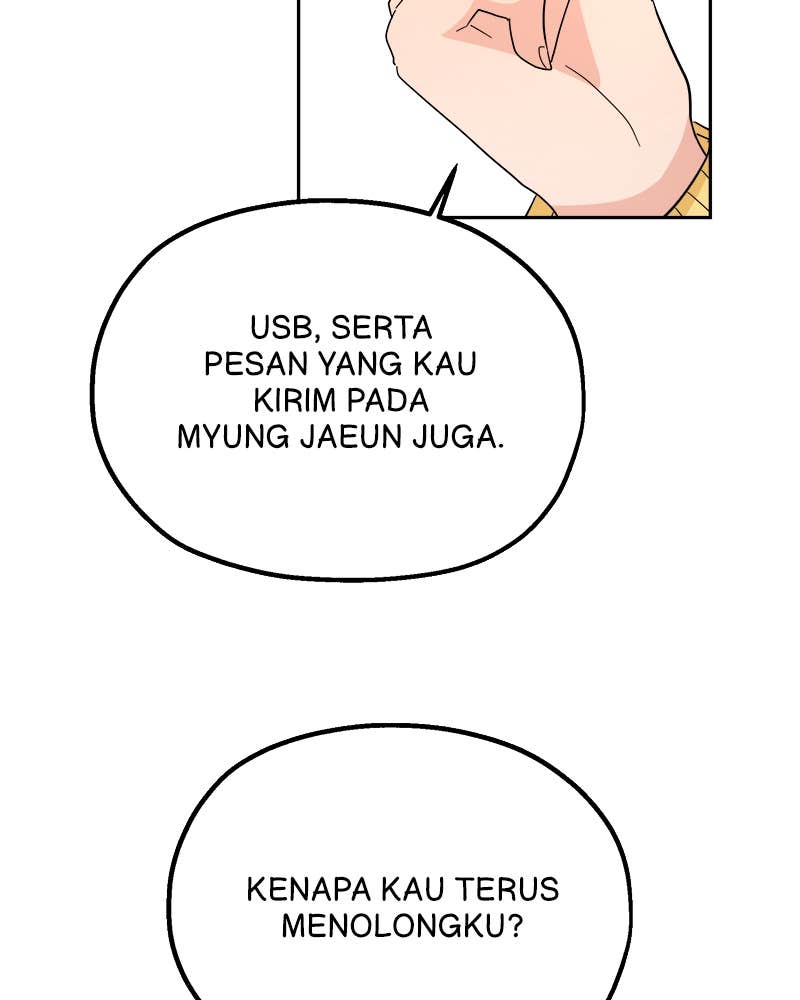 USB, SERTA
PESAN YANG KAU
KIRIM PADA
MYUNG JAEUN JUGA.
KENAPA KAU TERUS
MENOLONGKU?